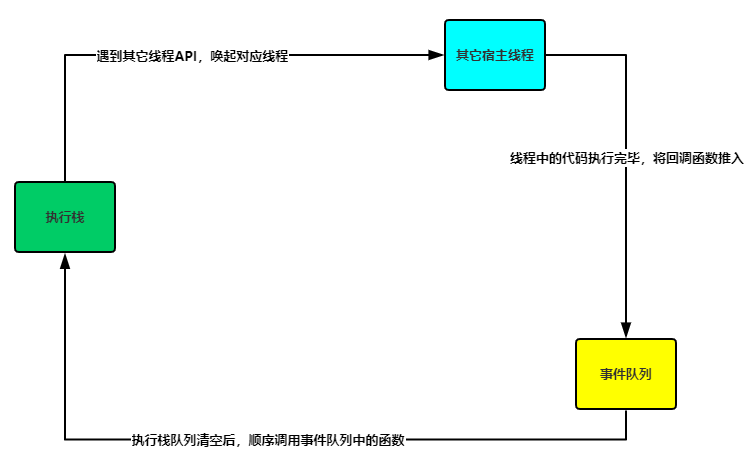 遇到其它线程API，唤起对应线程
其它宿主线程
线程中的代码执行完毕，将回调函数推入
执行栈
事件队列
执行栈队列清空后，顺序调用事件队列中的函数